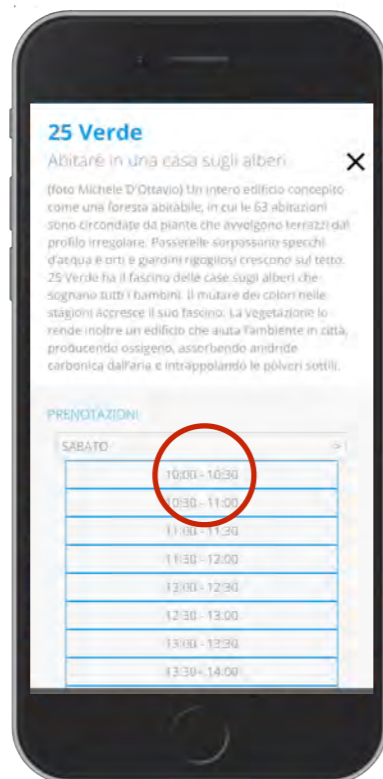 25 Verde
Abitare in una casa sugli alberi
(foto Michele D'Ottavio) Un intero edificio concepito
come una foresta abitabile, in cui le 63 abitazioni
sono circondate da piante che avvolgono terrazzi dal
profilo irregolare. Passerelle sorpassano specchi
d'acqua e orti e giardini rigogliosi crescono sul tetto.
25 Verde ha il fascino delle case sugli alberi che
sognano tutti i bambini. Il mutare dei colori nelle
stagioni accresce il suo fascino. La vegetazione lo
rende inoltre un edificio che aiuta l'ambiente in città,
producendo ossigeno, assorbendo anidride
carbonica dall'aria e intrappolando le polveri sottili.
PRENOTAZIONI
SABATO >
10:00 - 10:30
10:30 - 11:00
11:00 - 11:30
11:30 - 12:00
12:00 - 12:30
12:30 - 13:00
13:00 - 13:30
13:30 - 14:00